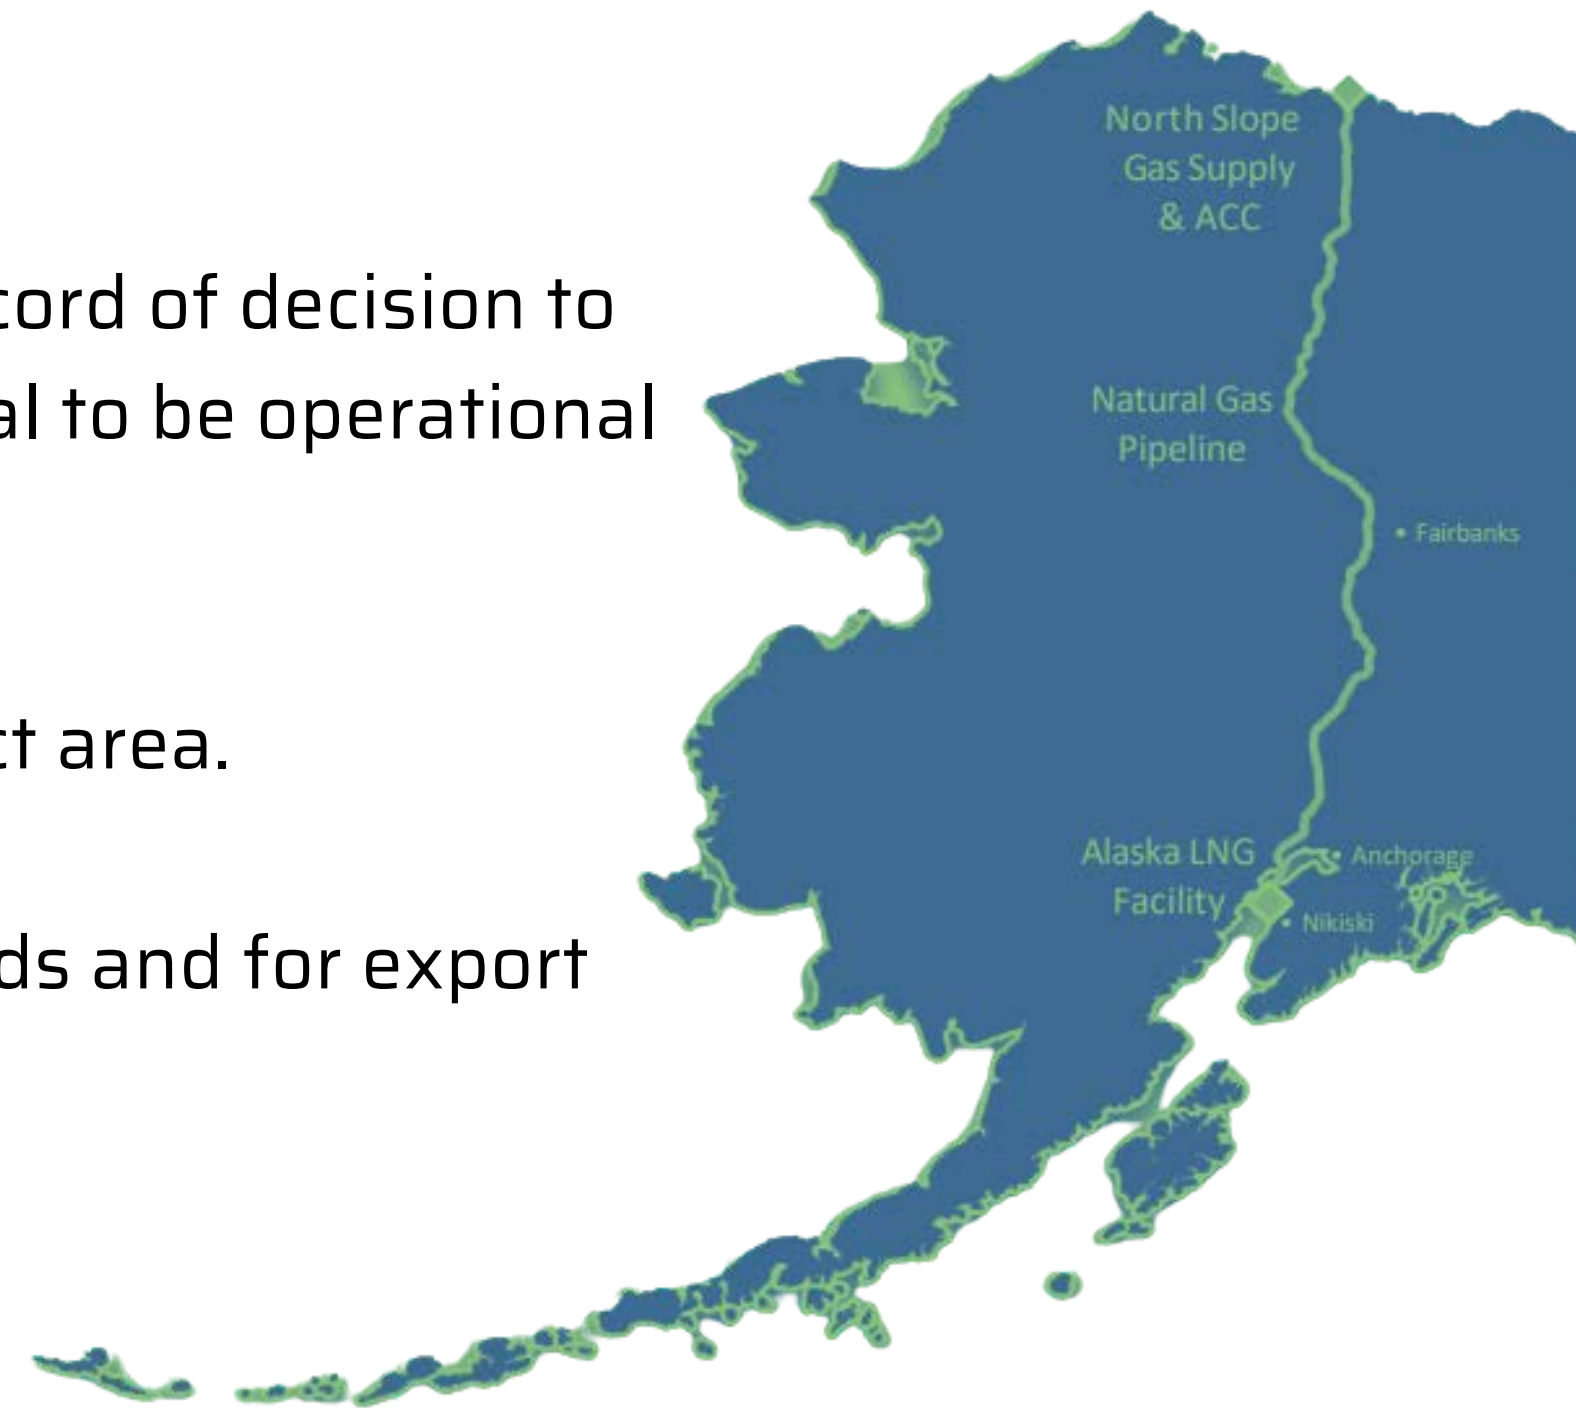 cord of decision to
al to be operational
ct area.
ds and for export
North Slope
Gas Supply
& ACC
Natural Gas
Pipeline
• Fairbanks
Alaska LNG
Facility
• Anchorage
• Nikiski